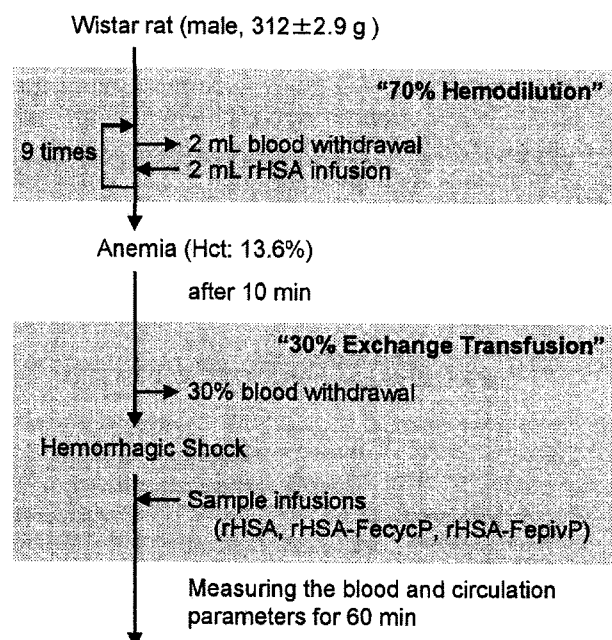 Wistar rat (male, 312±2.9 g )
“70% Hemodilution”
9 times
2 mL blood withdrawal
2 mL rHSA infusion
Anemia (Hct: 13.6%)
after 10 min
“30% Exchange Transfusion”
30% blood withdrawal
Hemorrhagic Shock
Sample infusions
(rHSA, rHSA-FecycP, rHSA-FepivP)
Measuring the blood and circulation
parameters for 60 min